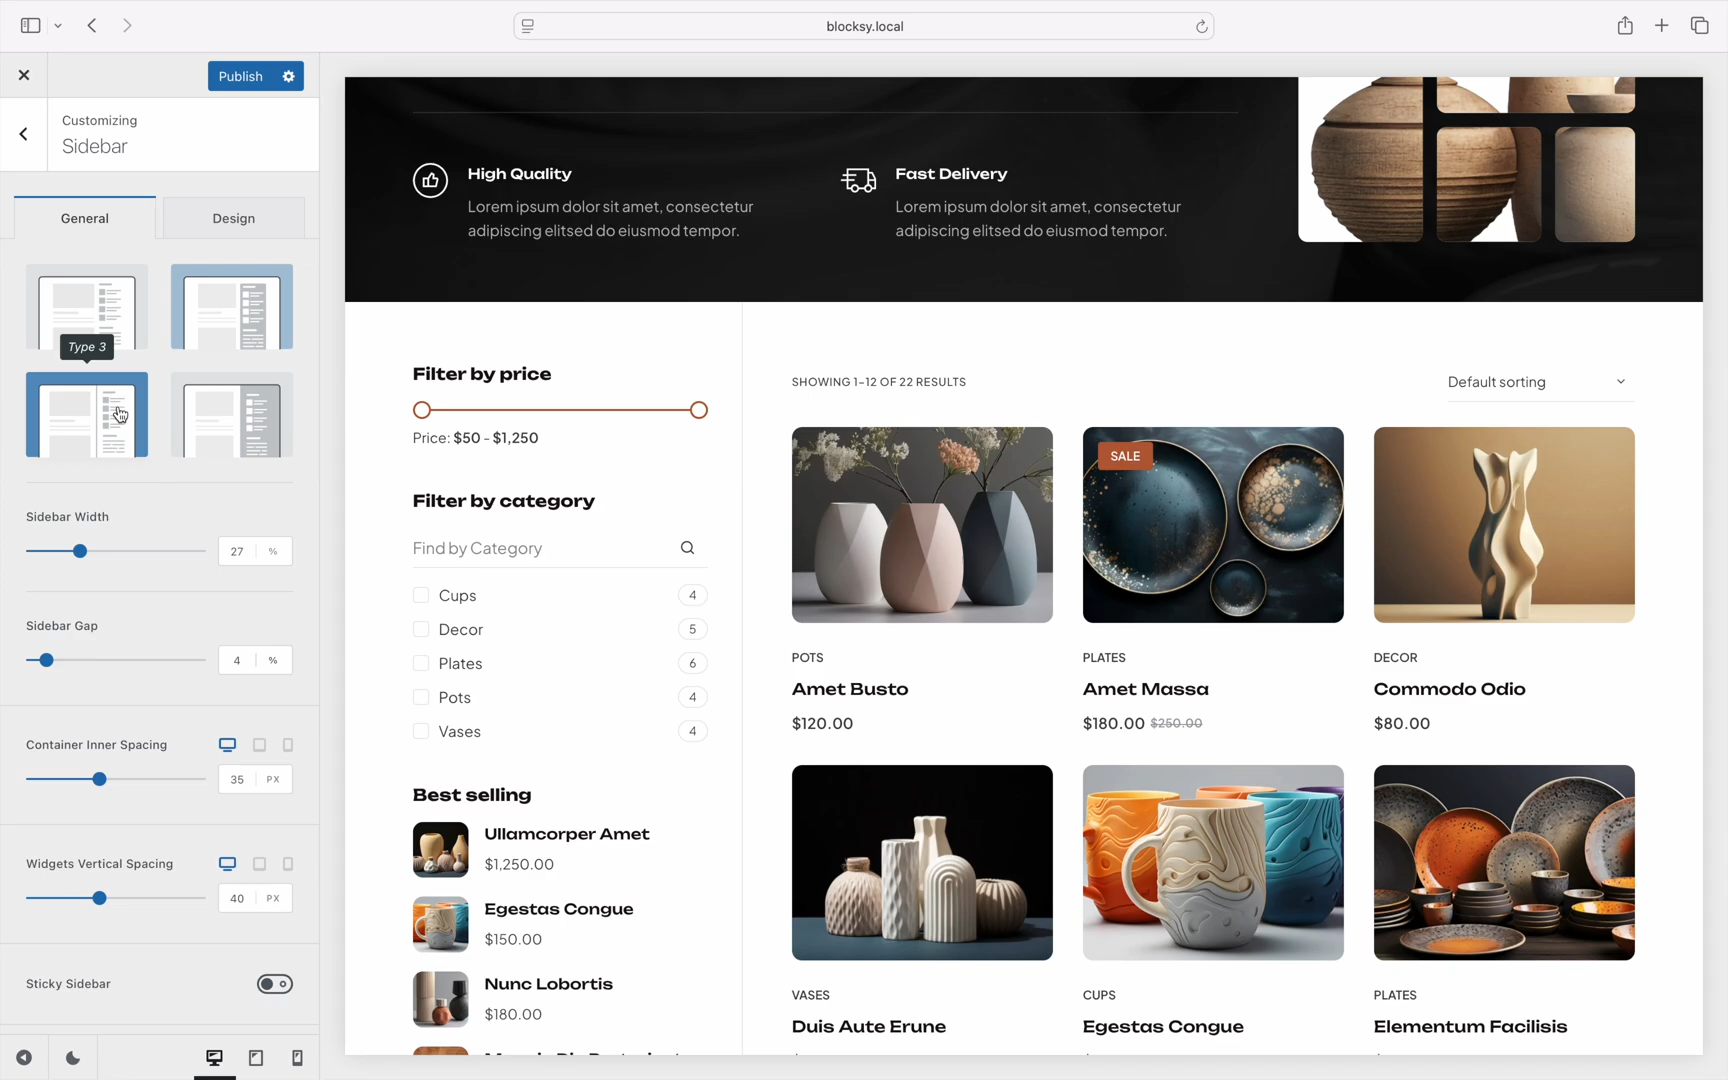 blocksy.local
Publish
Customizing
Sidebar
General
Design
Type 3
Sidebar Width
27 %
Sidebar Gap
4 %
Container Inner Spacing
35 PX
Widgets Vertical Spacing
40 PX
Sticky Sidebar
High Quality
Lorem ipsum dolor sit amet, consectetur
adipiscing elitsed do eiusmod tempor.
Fast Delivery
Lorem ipsum dolor sit amet, consectetur
adipiscing elitsed do eiusmod tempor.
Filter by price
Price: $50 - $1,250
Filter by category
Find by Category
Cups 4
Decor 5
Plates 6
Pots 4
Vases 4
Best selling
Ullamcorper Amet
$1,250.00
Egestas Congue
$150.00
Nunc Lobortis
$180.00
SHOWING 1–12 OF 22 RESULTS
Default sorting
POTS
Amet Busto
$120.00
SALE
PLATES
Amet Massa
$180.00 $250.00
DECOR
Commodo Odio
$80.00
VASES
Duis Aute Erune
CUPS
Egestas Congue
PLATES
Elementum Facilisis